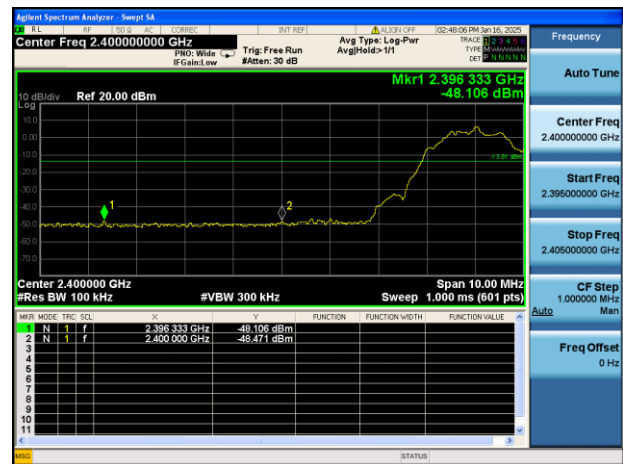 Agilent Spectrum Analyzer - Swept SA
RL RF 50 Ω AC CORREC INT REF ALIGN OFF 02:48:06 PM Jan 16, 2025
Center Freq 2.400000000 GHz
PNO: Wide
IFGain:Low
Trig: Free Run
#Atten: 30 dB
Avg Type: Log-Pwr
Avg|Hold:>1/1
TRACE 1 2 3 4 5 6
TYPE M
DET P N N N N N
Mkr1 2.396 333 GHz
-48.106 dBm
10 dB/div Ref 20.00 dBm
Log
10.0
0.00
-10.0
-20.0
-30.0
-40.0
-50.0
-60.0
-70.0
1
2
-13.81 dBm
Center 2.400000 GHz Span 10.00 MHz
#Res BW 100 kHz #VBW 300 kHz Sweep 1.000 ms (601 pts)
MKR MODE TRC SCL X Y FUNCTION FUNCTION WIDTH FUNCTION VALUE
1 N 1 f 2.396 333 GHz -48.106 dBm
2 N 1 f 2.400 000 GHz -48.471 dBm
3
4
5
6
7
8
9
10
11
MSG STATUS
Frequency
Auto Tune
Center Freq
2.400000000 GHz
Start Freq
2.395000000 GHz
Stop Freq
2.405000000 GHz
CF Step
1.000000 MHz
Auto Man
Freq Offset
0 Hz